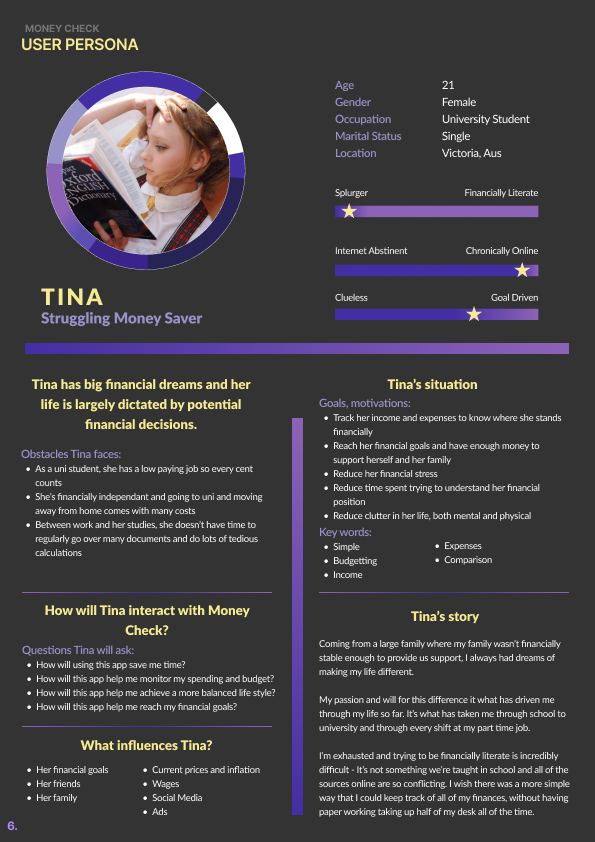 MONEY CHECK
USER PERSONA
Age 21
Gender Female
Occupation University Student
Marital Status Single
Location Victoria, Aus
Splurger Financially Literate
Internet Abstinent Chronically Online
Clueless Goal Driven
Oxford
ENGLISH
Dictionary
TINA
Struggling Money Saver
Tina has big financial dreams and her
life is largely dictated by potential
financial decisions.
Obstacles Tina faces:
• As a uni student, she has a low paying job so every cent
counts
• She's financially independant and going to uni and moving
away from home comes with many costs
• Between work and her studies, she doesn't have time to
regularly go over many documents and do lots of tedious
calculations
How will Tina interact with Money
Check?
Questions Tina will ask:
• How will using this app save me time?
• How will this app help me monitor my spending and budget?
• How will this app help me achieve a more balanced life style?
• How will this app help me reach my financial goals?
What influences Tina?
• Her financial goals
• Her friends
• Her family
• Current prices and inflation
• Wages
• Social Media
• Ads
Tina's situation
Goals, motivations:
• Track her income and expenses to know where she stands
financially
• Reach her financial goals and have enough money to
support herself and her family
• Reduce her financial stress
• Reduce time spent trying to understand her financial
position
• Reduce clutter in her life, both mental and physical
Key words:
• Simple
• Budgetting
• Income
• Expenses
• Comparison
Tina's story
Coming from a large family where my family wasn't financially
stable enough to provide us support, I always had dreams of
making my life different.
My passion and will for this difference it what has driven me
through my life so far. It's what has taken me through school to
university and through every shift at my part time job.
I'm exhausted and trying to be financially literate is incredibly
difficult - It's not something we're taught in school and all of the
sources online are so conflicting. I wish there was a more simple
way that I could keep track of all of my finances, without having
paper working taking up half of my desk all of the time.
6.